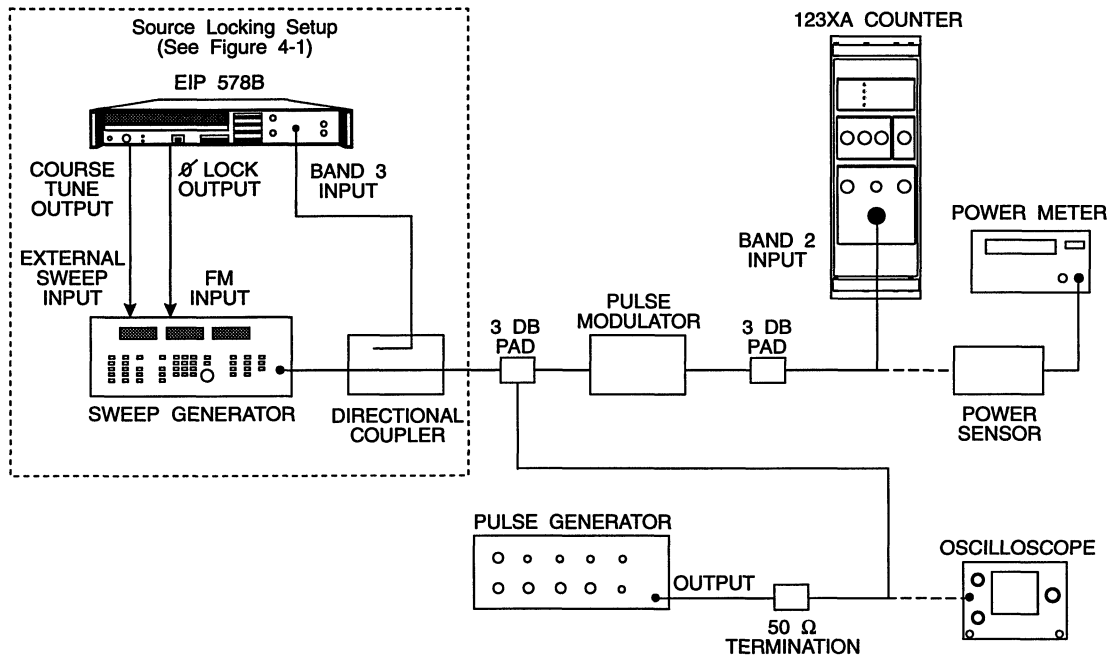 Source Locking Setup
(See Figure 4-1)
EIP 578B
COURSE
TUNE
OUTPUT
Ø LOCK
OUTPUT
BAND 3
INPUT
EXTERNAL
SWEEP
INPUT
FM
INPUT
SWEEP GENERATOR
DIRECTIONAL
COUPLER
3 DB
PAD
PULSE
MODULATOR
3 DB
PAD
123XA COUNTER
BAND 2
INPUT
POWER METER
POWER
SENSOR
PULSE GENERATOR
OUTPUT
50 Ω
TERMINATION
OSCILLOSCOPE